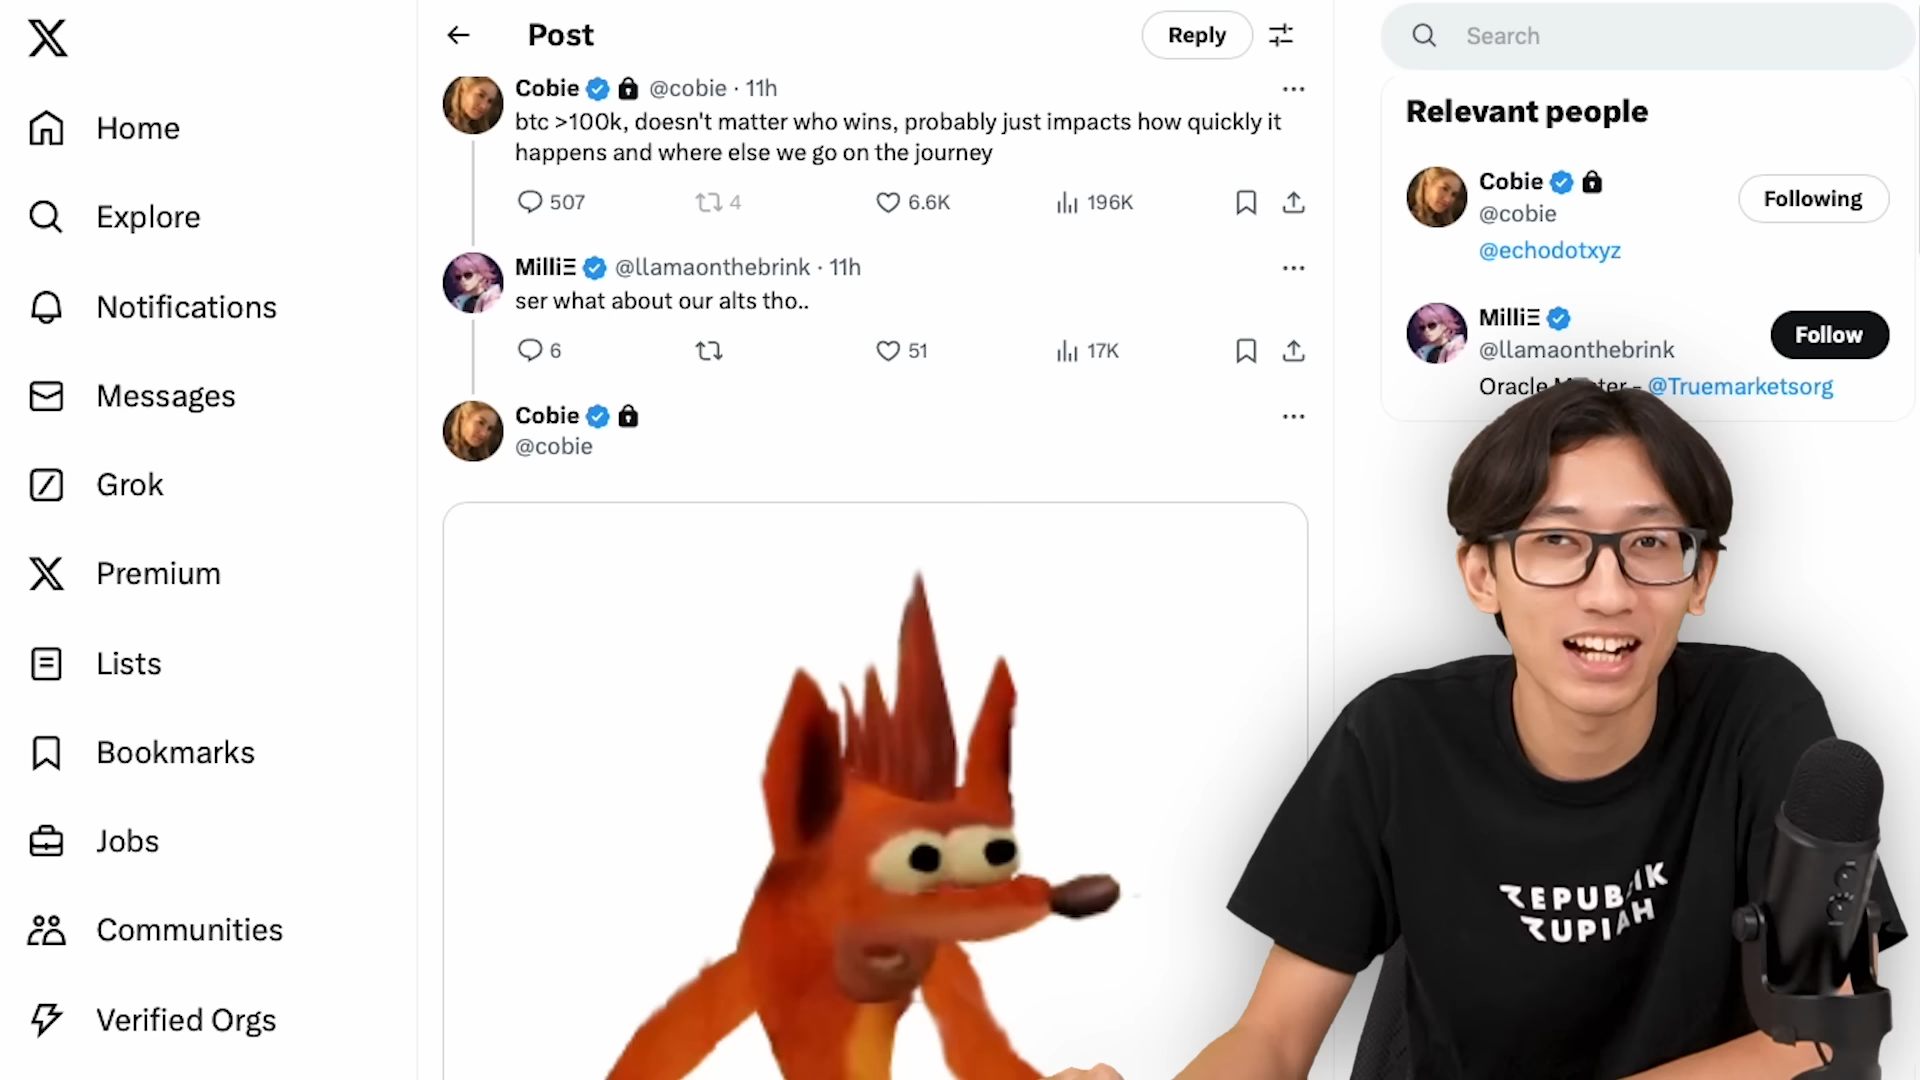 Home
Explore
Notifications
Messages
Grok
Premium
Lists
Bookmarks
Jobs
Communities
Verified Orgs
Post
Reply
Cobie @cobie · 11h
btc >100k, doesn't matter who wins, probably just impacts how quickly it
happens and where else we go on the journey
507 4 6.6K 196K
MilliΞ @llamaonthebrink · 11h
ser what about our alts tho..
6 51 17K
Cobie
@cobie
Search
Relevant people
Cobie
@cobie
Following
@echodotxyz
MilliΞ
@llamaonthebrink
Follow
Oracle - @Truemarketsorg
RUPIAH